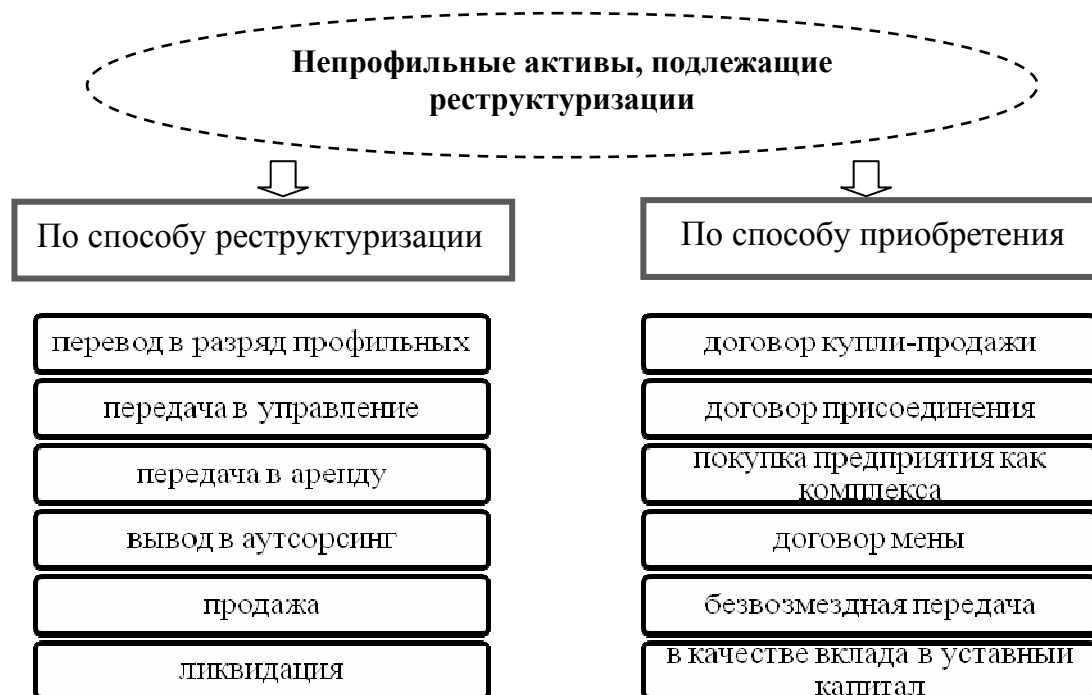 Непрофильные активы, подлежащие
реструктуризации
По способу реструктуризации
перевод в разряд профильных
передача в управление
передача в аренду
вывод в аутсорсинг
продажа
ликвидация
По способу приобретения
договор купли-продажи
договор присоединения
покупка предприятия как
комплекса
договор мены
безвозмездная передача
в качестве вклада в уставный
капитал